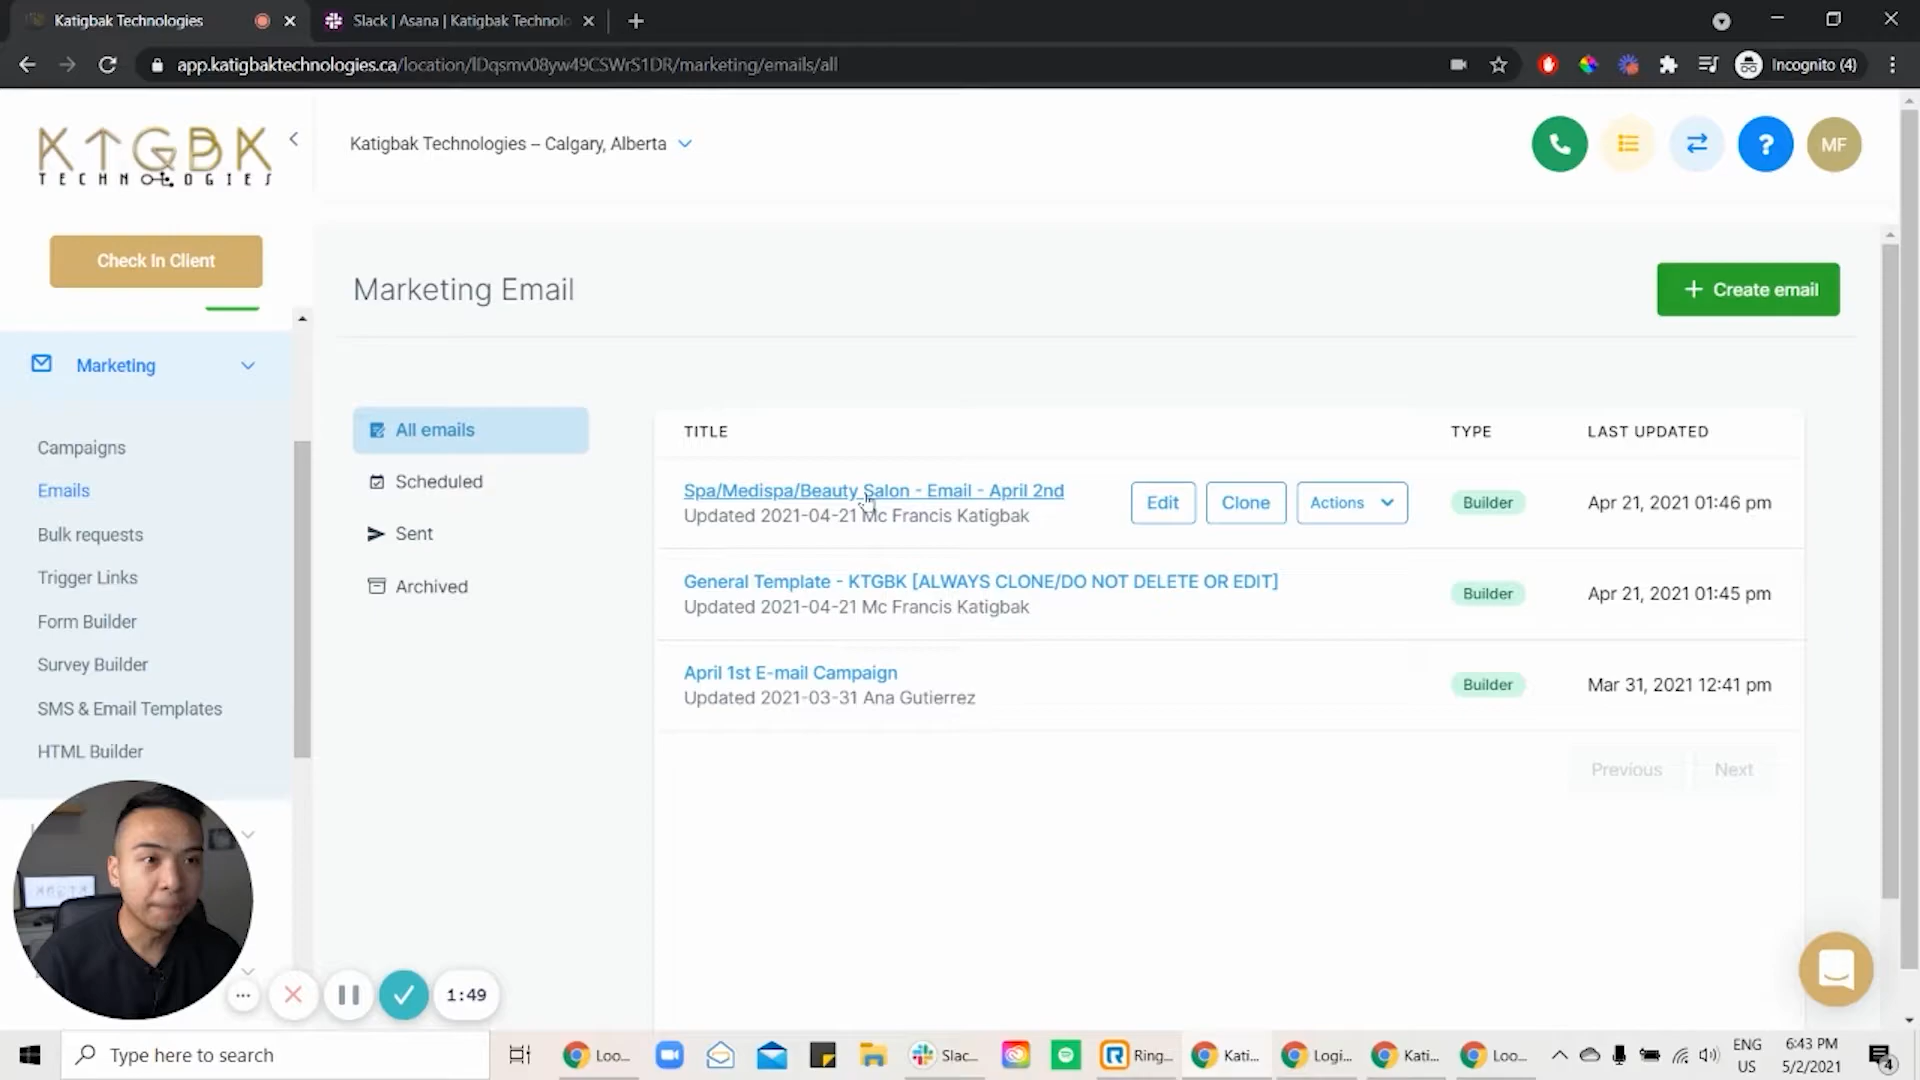 Katigbak Technologies
Slack | Asana | Katigbak Technolo
app.katigbaktechnologies.ca/location/lDqsmv08yw49CSWrS1DR/marketing/emails/all
Incognito (4)
KTGBK
TECHNOLOGIES
Katigbak Technologies – Calgary, Alberta
?
MF
Check In Client
Marketing Email
+ Create email
Marketing
Campaigns
Emails
Bulk requests
Trigger Links
Form Builder
Survey Builder
SMS & Email Templates
HTML Builder
All emails
Scheduled
Sent
Archived
TITLE
TYPE
LAST UPDATED
Spa/Medispa/Beauty Salon - Email - April 2nd
Updated 2021-04-21 Mc Francis Katigbak
Edit
Clone
Actions
Builder
Apr 21, 2021 01:46 pm
General Template - KTGBK [ALWAYS CLONE/DO NOT DELETE OR EDIT]
Updated 2021-04-21 Mc Francis Katigbak
Builder
Apr 21, 2021 01:45 pm
April 1st E-mail Campaign
Updated 2021-03-31 Ana Gutierrez
Builder
Mar 31, 2021 12:41 pm
Previous
Next
1:49
Type here to search
Loo...
Slac...
Ring...
Kati...
Logi...
Kati...
Loo...
ENG
US
6:43 PM
5/2/2021
4